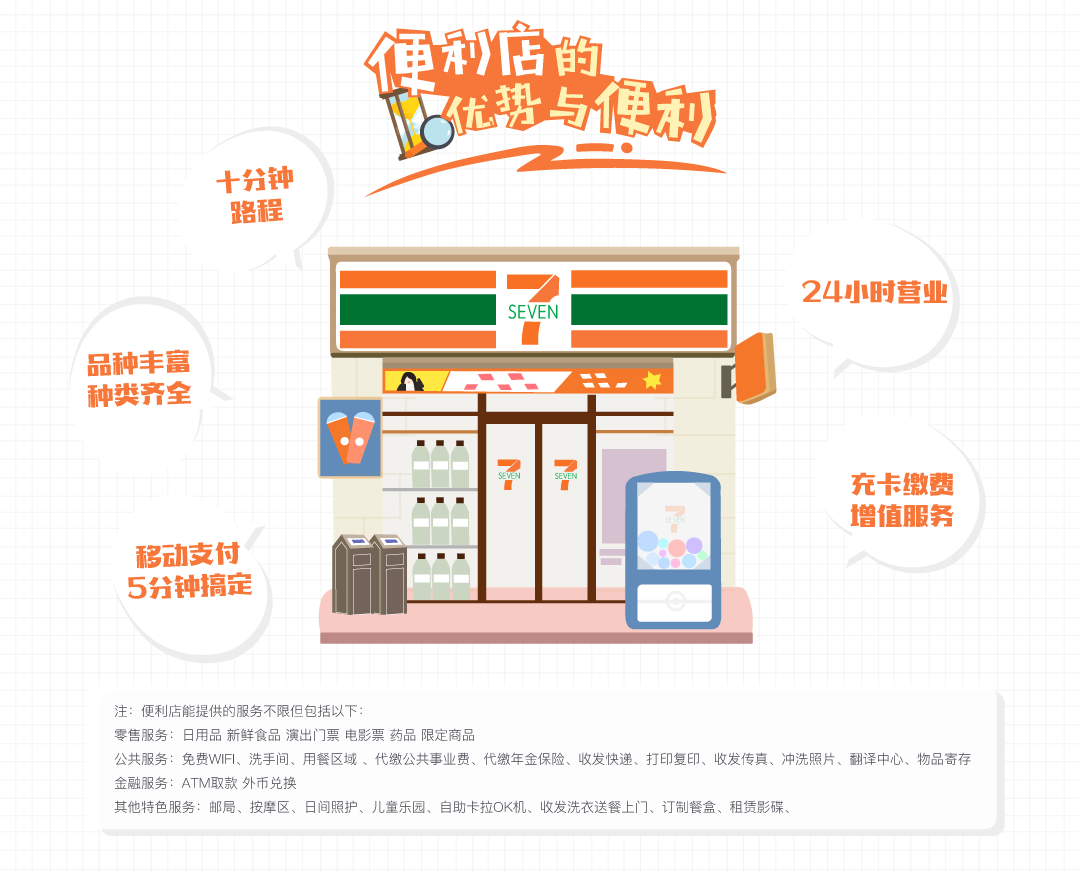 便利店的
优势与便利
十分钟
路程
24小时营业
品种丰富
种类齐全
充卡缴费
增值服务
移动支付
5分钟搞定
7
SEVEN
7
SEVEN
7
SEVEN
7
SEVEN
注：便利店能提供的服务不限但包括以下：
零售服务：日用品 新鲜食品 演出门票 电影票 药品 限定商品
公共服务：免费WIFI、洗手间、用餐区域 、代缴公共事业费、代缴年金保险、收发快递、打印复印、收发传真、冲洗照片、翻译中心、物品寄存
金融服务：ATM取款 外币兑换
其他特色服务：邮局、按摩区、日间照护、儿童乐园、自助卡拉OK机、收发洗衣送餐上门、订制餐盒、租赁影碟、